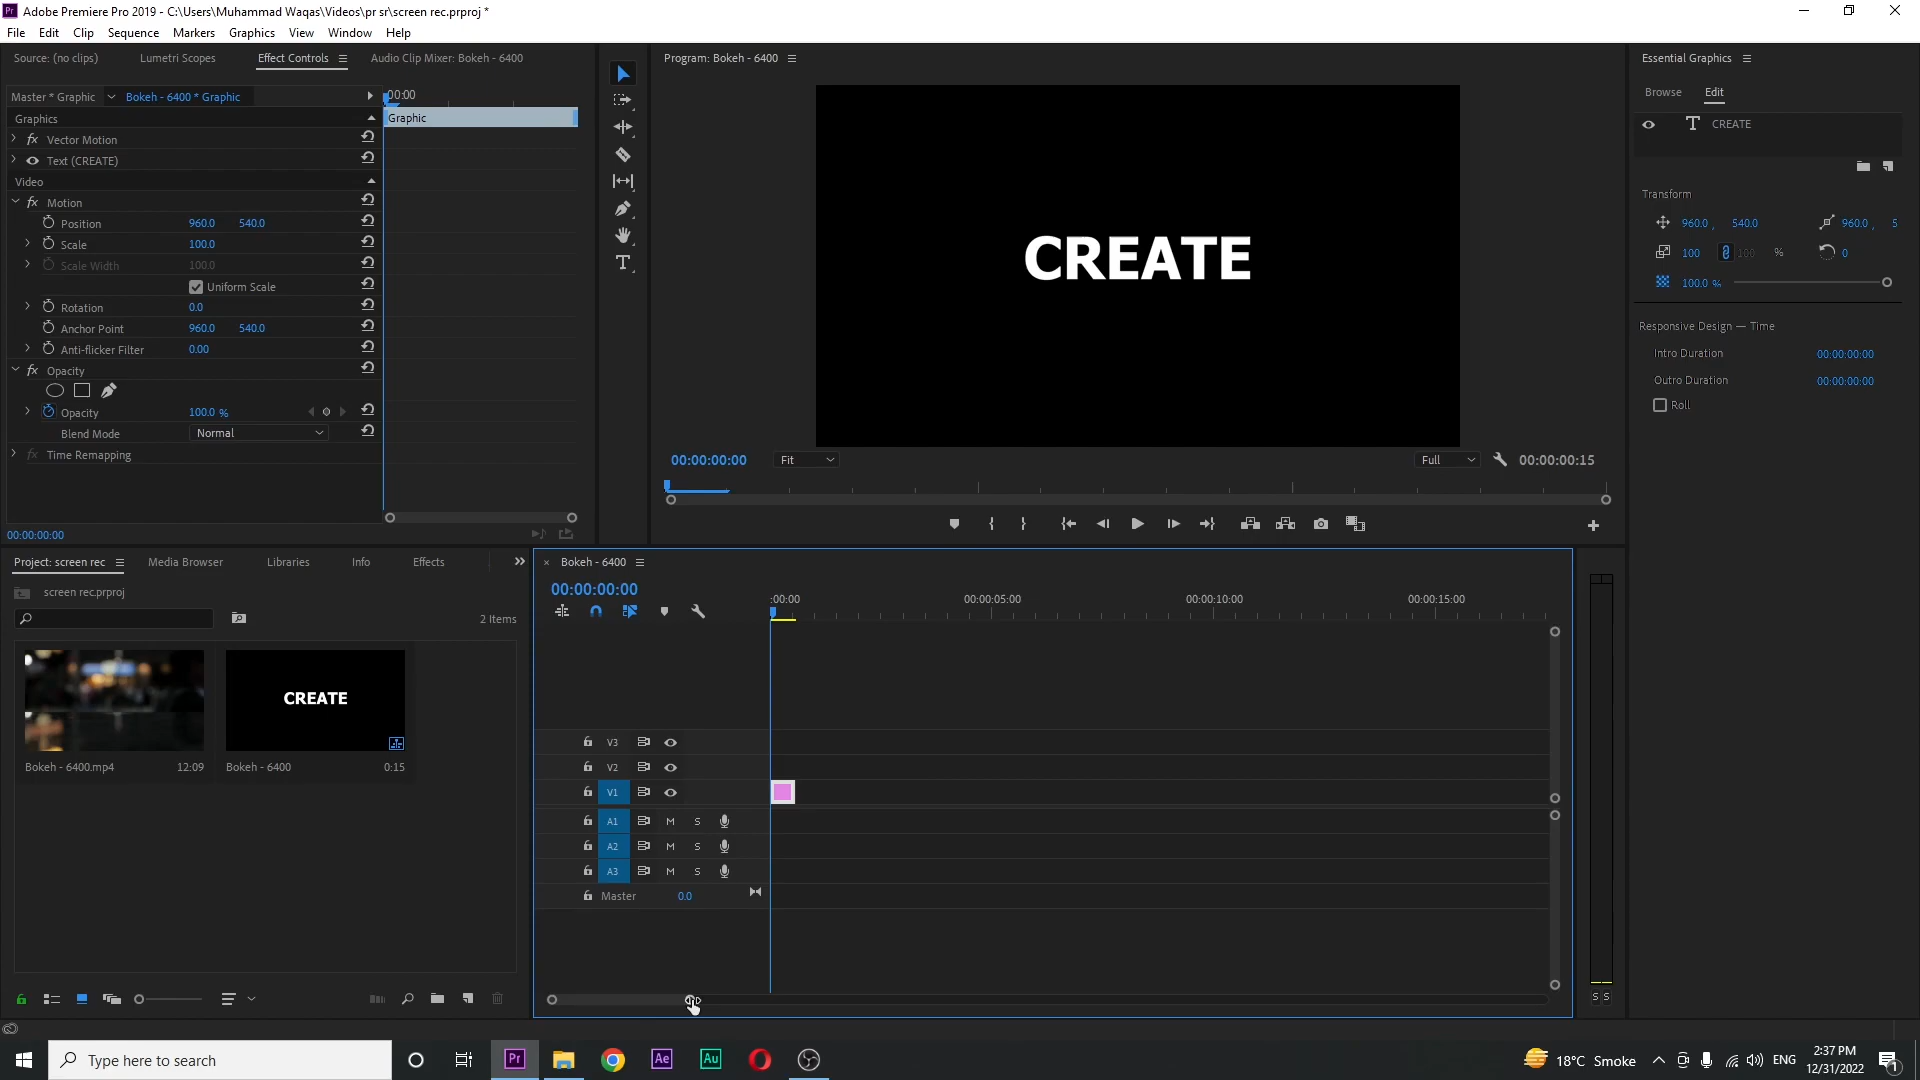 Pr Adobe Premiere Pro 2019 - C:\Users\Muhammad Waqas\Videos\pr sr\screen rec.prproj *
File Edit Clip Sequence Markers Graphics View Window Help
Source: (no clips) Lumetri Scopes Effect Controls Audio Clip Mixer: Bokeh - 6400
Master * Graphic Bokeh - 6400 * Graphic
:00:00
Graphic
Graphics
fx Vector Motion
Text (CREATE)
Video
fx Motion
Position 960.0 540.0
Scale 100.0
Scale Width 100.0
Uniform Scale
Rotation 0.0
Anchor Point 960.0 540.0
Anti-flicker Filter 0.00
fx Opacity
Opacity 100.0 %
Blend Mode Normal
fx Time Remapping
00:00:00:00
Program: Bokeh - 6400
CREATE
00:00:00:00 Fit Full 00:00:00:15
Essential Graphics
Browse Edit
T CREATE
Transform
960.0 , 540.0 960.0 , 5
100 100 % 0
100.0 %
Responsive Design — Time
Intro Duration 00:00:00:00
Outro Duration 00:00:00:00
Roll
Project: screen rec Media Browser Libraries Info Effects
screen rec.prproj
2 Items
CREATE
Bokeh - 6400.mp4 12:09 Bokeh - 6400 0:15
× Bokeh - 6400
00:00:00:00
:00:00 00:00:05:00 00:00:10:00 00:00:15:00
V3
V2
V1
A1 M S
A2 M S
A3 M S
Master 0.0
S S
Type here to search
Pr Ae Au
18°C Smoke ENG
2:37 PM
12/31/2022
1